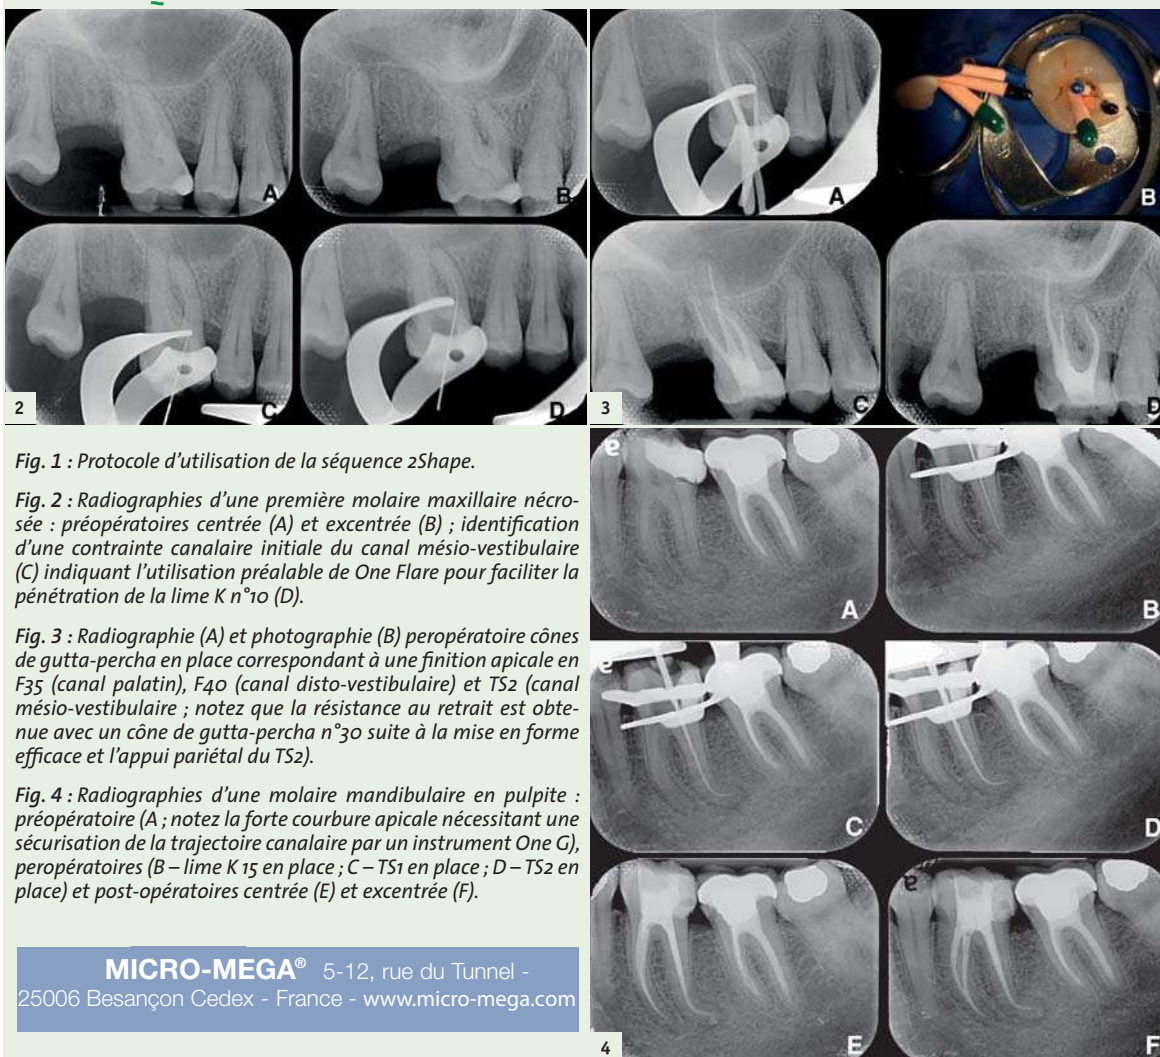 A
B
C
D
2
A
B
C
D
3
Fig. 1 : Protocole d’utilisation de la séquence 2Shape.
Fig. 2 : Radiographies d’une première molaire maxillaire nécro-
sée : préopératoires centrée (A) et excentrée (B) ; identification
d’une contrainte canalaire initiale du canal mésio-vestibulaire
(C) indiquant l’utilisation préalable de One Flare pour faciliter la
pénétration de la lime K n°10 (D).
Fig. 3 : Radiographie (A) et photographie (B) peropératoire cônes
de gutta-percha en place correspondant à une finition apicale en
F35 (canal palatin), F40 (canal disto-vestibulaire) et TS2 (canal
mésio-vestibulaire ; notez que la résistance au retrait est obte-
nue avec un cône de gutta-percha n°30 suite à la mise en forme
efficace et l’appui pariétal du TS2).
Fig. 4 : Radiographies d’une molaire mandibulaire en pulpite :
préopératoire (A ; notez la forte courbure apicale nécessitant une
sécurisation de la trajectoire canalaire par un instrument One G),
peropératoires (B – lime K 15 en place ; C – TS1 en place ; D – TS2 en
place) et post-opératoires centrée (E) et excentrée (F).
MICRO-MEGA® 5-12, rue du Tunnel -
25006 Besançon Cedex - France - www.micro-mega.com
A
B
C
D
E
F
4